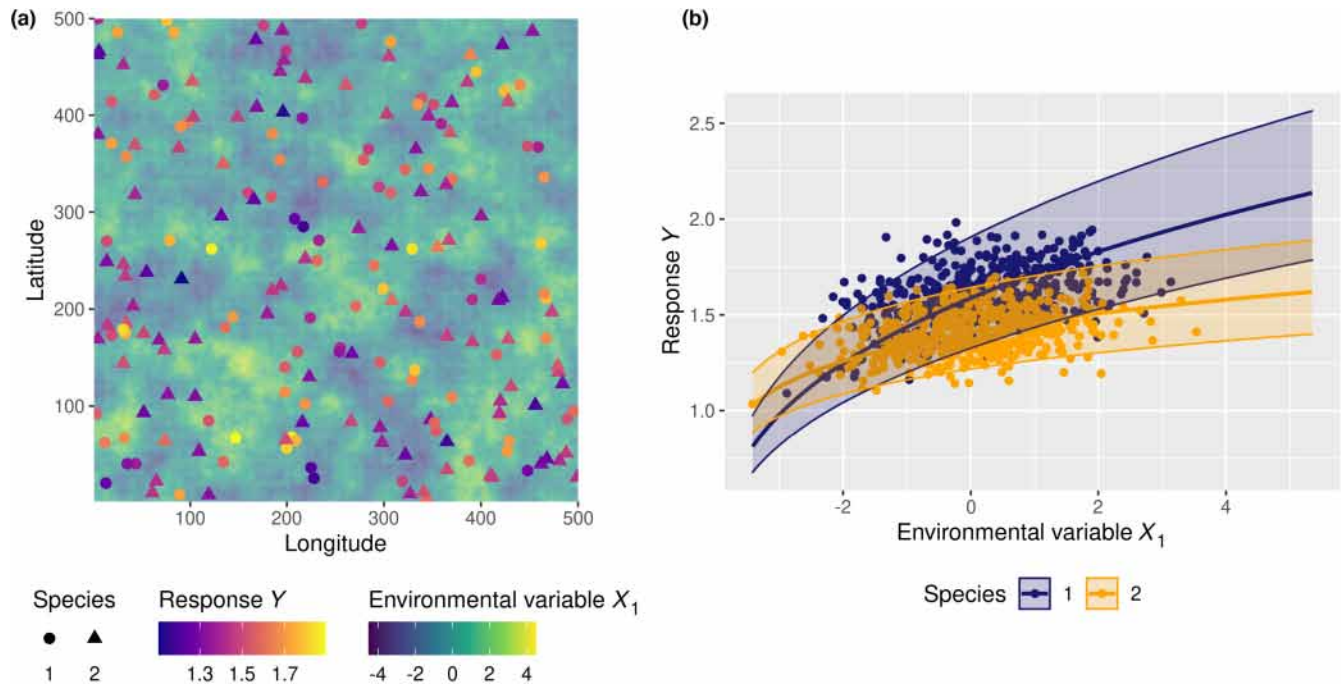 (a)
500
400
300
200
100
Latitude
100 200 300 400 500
Longitude
Species
1 2
Response Y
1.3 1.5 1.7
Environmental variable X1
-4 -2 0 2 4
(b)
2.5
2.0
1.5
1.0
Response Y
-2 0 2 4
Environmental variable X1
Species 1 2